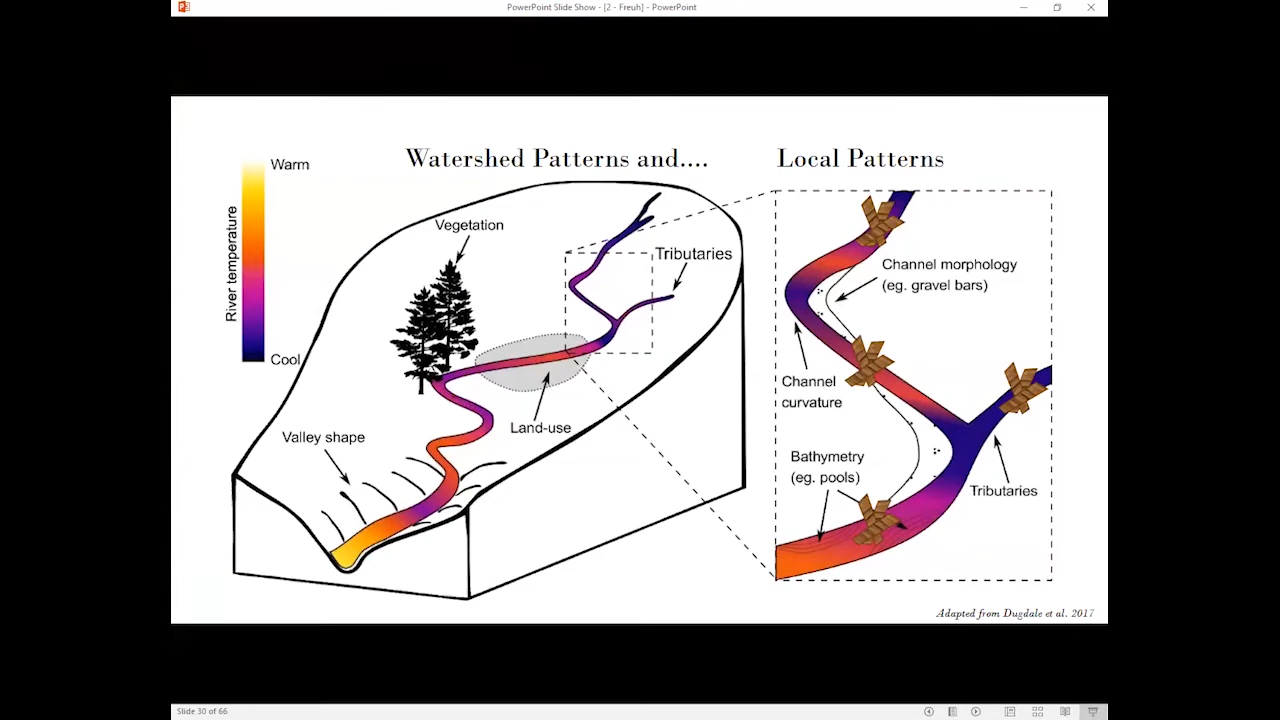 PowerPoint Slide Show - [2 - Freuh] - PowerPoint
Watershed Patterns and....
Local Patterns
Warm
River temperature
Cool
Vegetation
Tributaries
Land-use
Valley shape
Channel morphology
(eg. gravel bars)
Channel
curvature
Bathymetry
(eg. pools)
Tributaries
Adapted from Dugdale et al. 2017
Slide 30 of 66